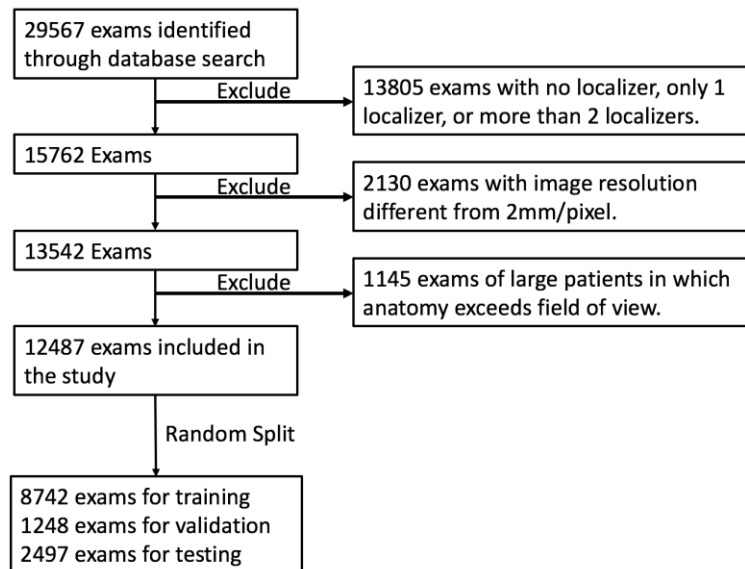 29567 exams identified
through database search
Exclude
13805 exams with no localizer, only 1
localizer, or more than 2 localizers.
15762 Exams
Exclude
2130 exams with image resolution
different from 2mm/pixel.
13542 Exams
Exclude
1145 exams of large patients in which
anatomy exceeds field of view.
12487 exams included in
the study
Random Split
8742 exams for training
1248 exams for validation
2497 exams for testing